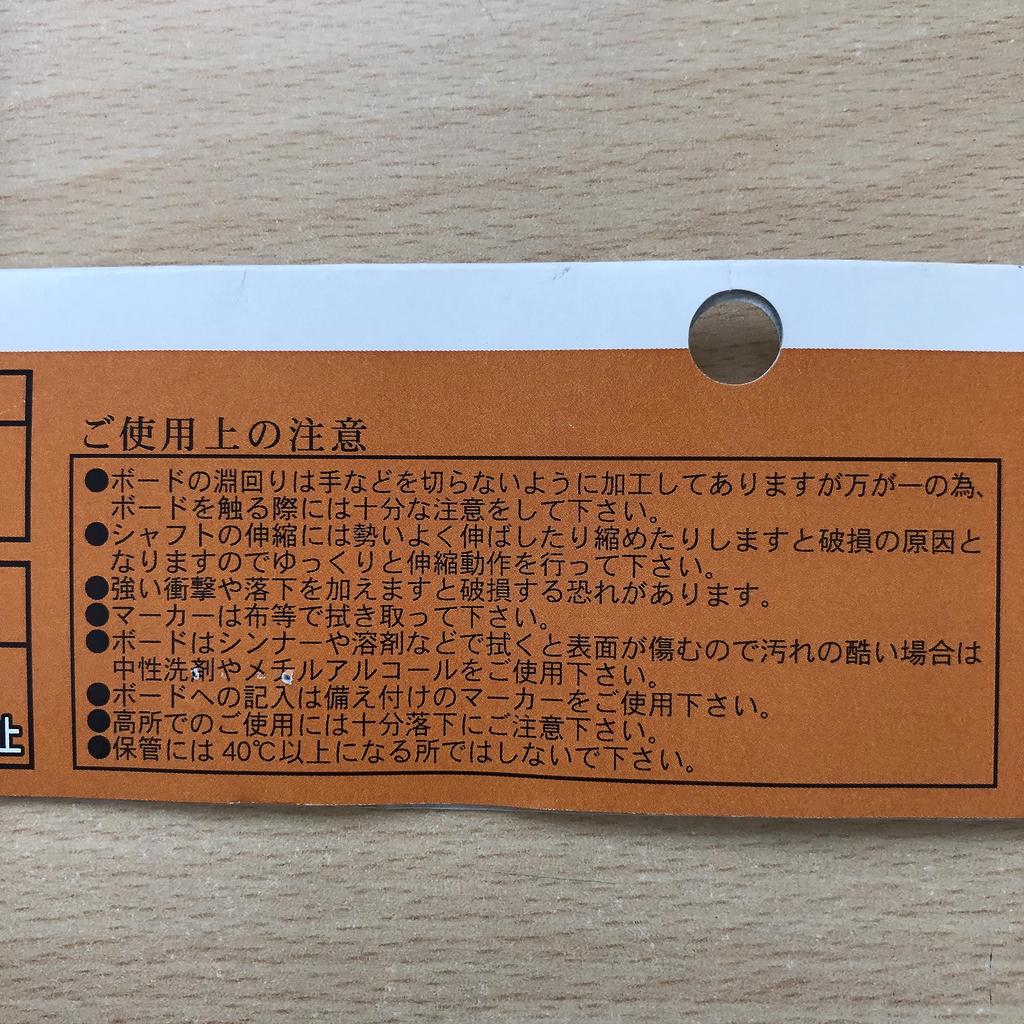 ご使用上の注意
●ボードの淵回りは手などを切らないように加工してありますが万が一の為、
ボードを触る際には十分な注意をして下さい。
●シャフトの伸縮には勢いよく伸ばしたり縮めたりしますと破損の原因と
なりますのでゆっくりと伸縮動作を行って下さい。
●強い衝撃や落下を加えますと破損する恐れがあります。
●マーカーは布等で拭き取って下さい。
●ボードはシンナーや溶剤などで拭くと表面が傷むので汚れの酷い場合は
中性洗剤やメチルアルコールをご使用下さい。
●ボードへの記入は備え付けのマーカーをご使用下さい。
●高所でのご使用には十分落下にご注意下さい。
●保管には 40℃以上になる所ではしないで下さい。
止